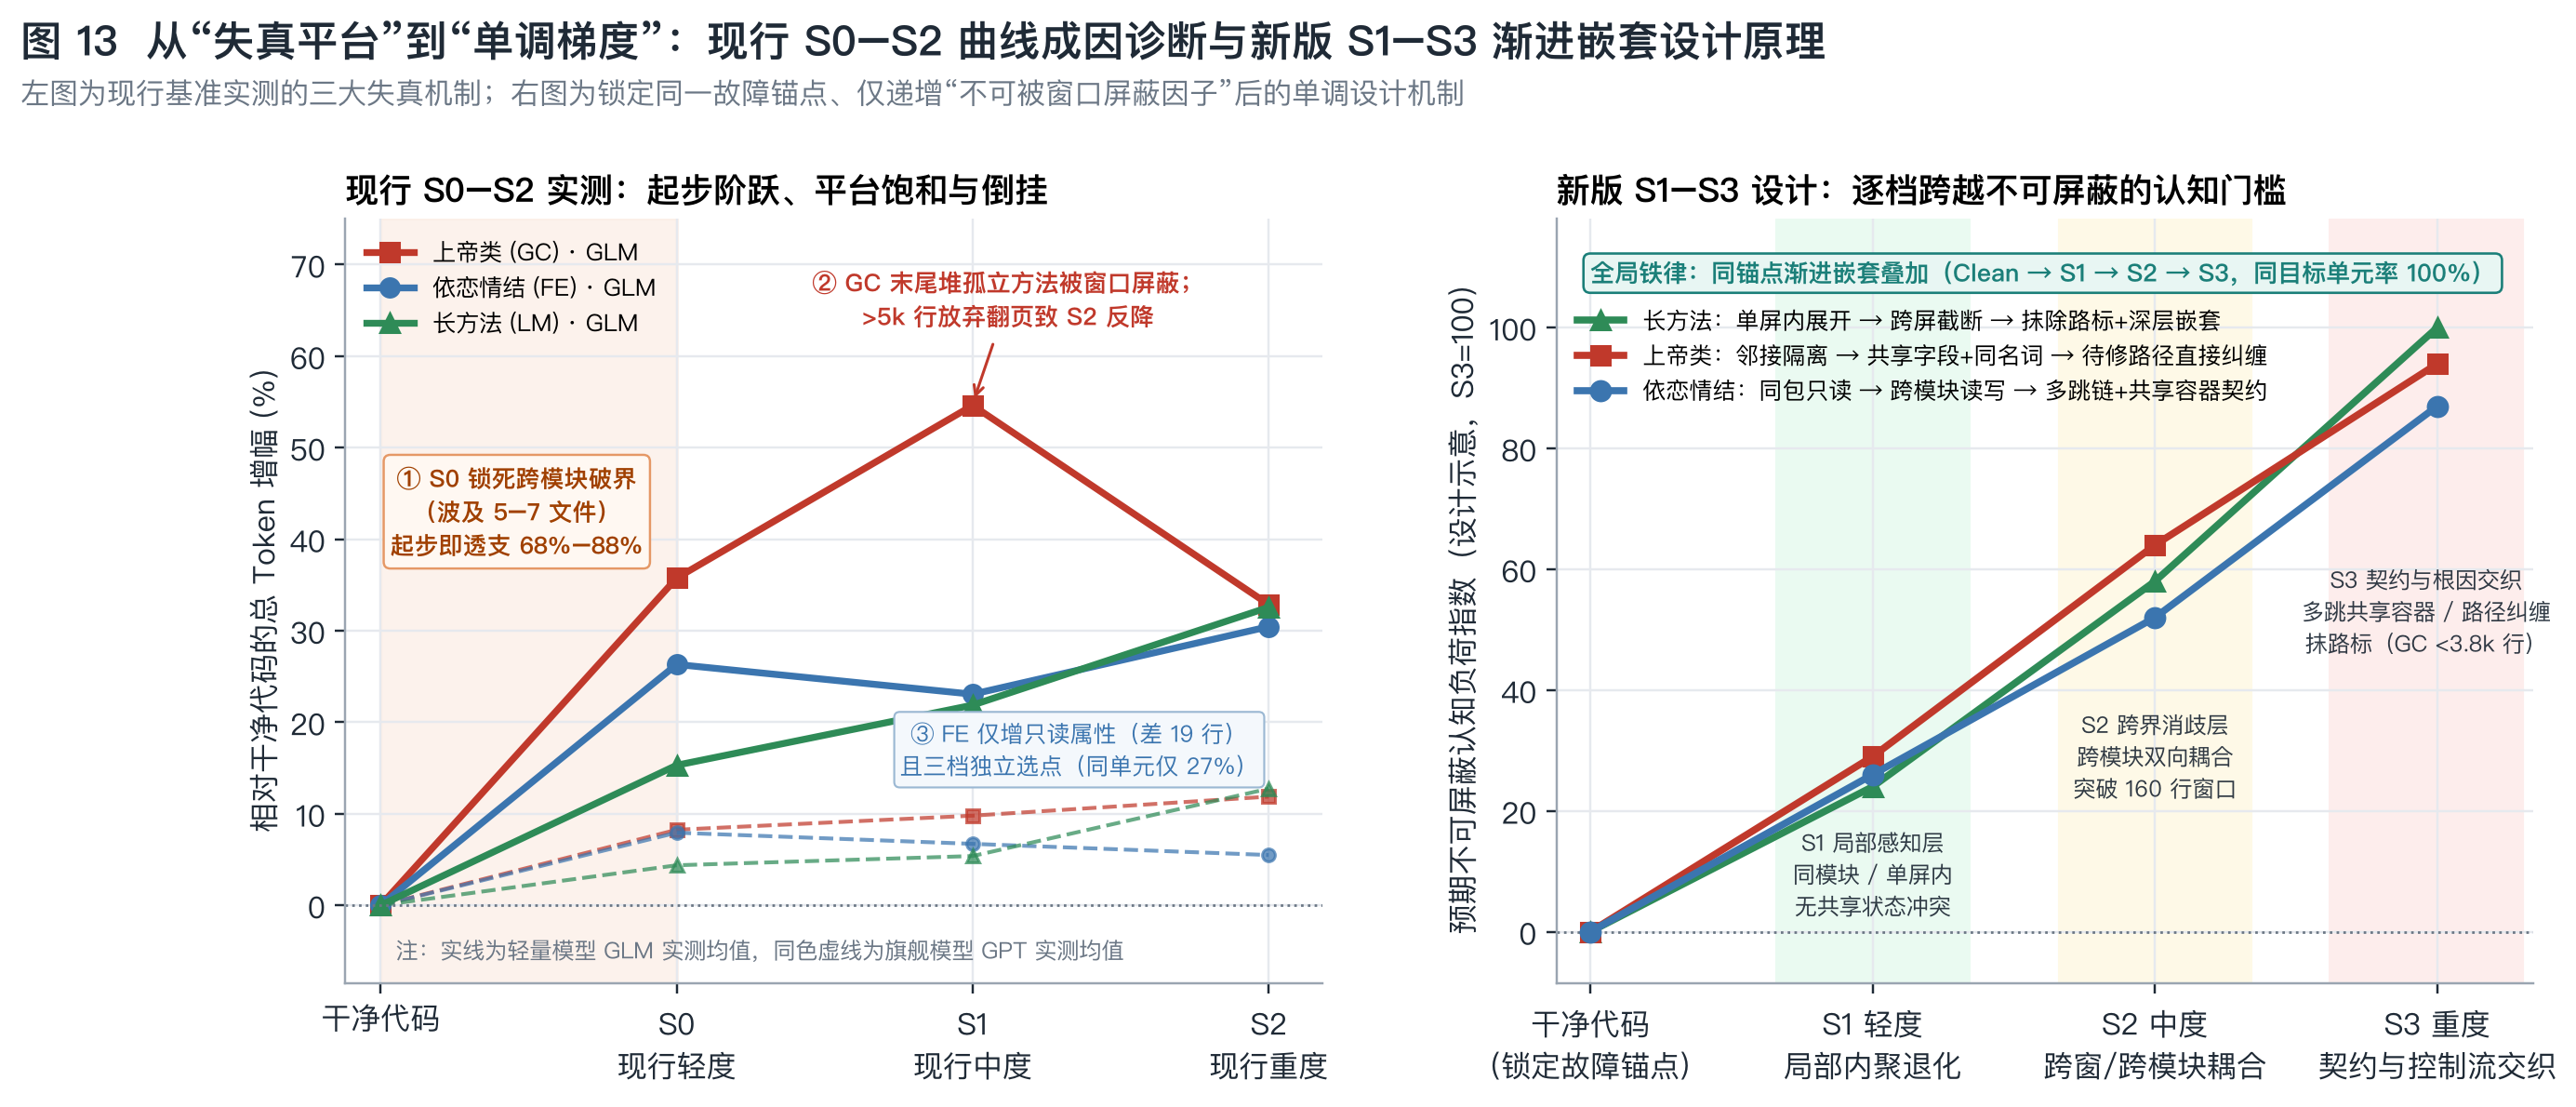 图 13 从“失真平台”到“单调梯度”：现行 S0—S2 曲线成因诊断与新版 S1—S3 渐进嵌套设计原理
左图为现行基准实测的三大失真机制；右图为锁定同一故障锚点、仅递增“不可被窗口屏蔽因子”后的单调设计机制
现行 S0—S2 实测：起步阶跃、平台饱和与倒挂
相对干净代码的总 Token 增幅 (%)
70
60
50
40
30
20
10
0
上帝类 (GC) · GLM
依恋情结 (FE) · GLM
长方法 (LM) · GLM
② GC 末尾堆孤立方法被窗口屏蔽；
>5k 行放弃翻页致 S2 反降
① S0 锁死跨模块破界
（波及 5—7 文件）
起步即透支 68%—88%
③ FE 仅增只读属性（差 19 行）
且三档独立选点（同单元仅 27%）
注：实线为轻量模型 GLM 实测均值，同色虚线为旗舰模型 GPT 实测均值
干净代码
S0
现行轻度
S1
现行中度
S2
现行重度
新版 S1—S3 设计：逐档跨越不可屏蔽的认知门槛
预期不可屏蔽认知负荷指数（设计示意，S3=100）
100
80
60
40
20
0
全局铁律：同锚点渐进嵌套叠加（Clean → S1 → S2 → S3，同目标单元率 100%）
长方法：单屏内展开 → 跨屏截断 → 抹除路标+深层嵌套
上帝类：邻接隔离 → 共享字段+同名词 → 待修路径直接纠缠
依恋情结：同包只读 → 跨模块读写 → 多跳链+共享容器契约
S1 局部感知层
同模块 / 单屏内
无共享状态冲突
S2 跨界消歧层
跨模块双向耦合
突破 160 行窗口
S3 契约与根因交织
多跳共享容器 / 路径纠缠
抹路标（GC <3.8k 行）
干净代码
(锁定故障锚点)
S1 轻度
局部内聚退化
S2 中度
跨窗/跨模块耦合
S3 重度
契约与控制流交织